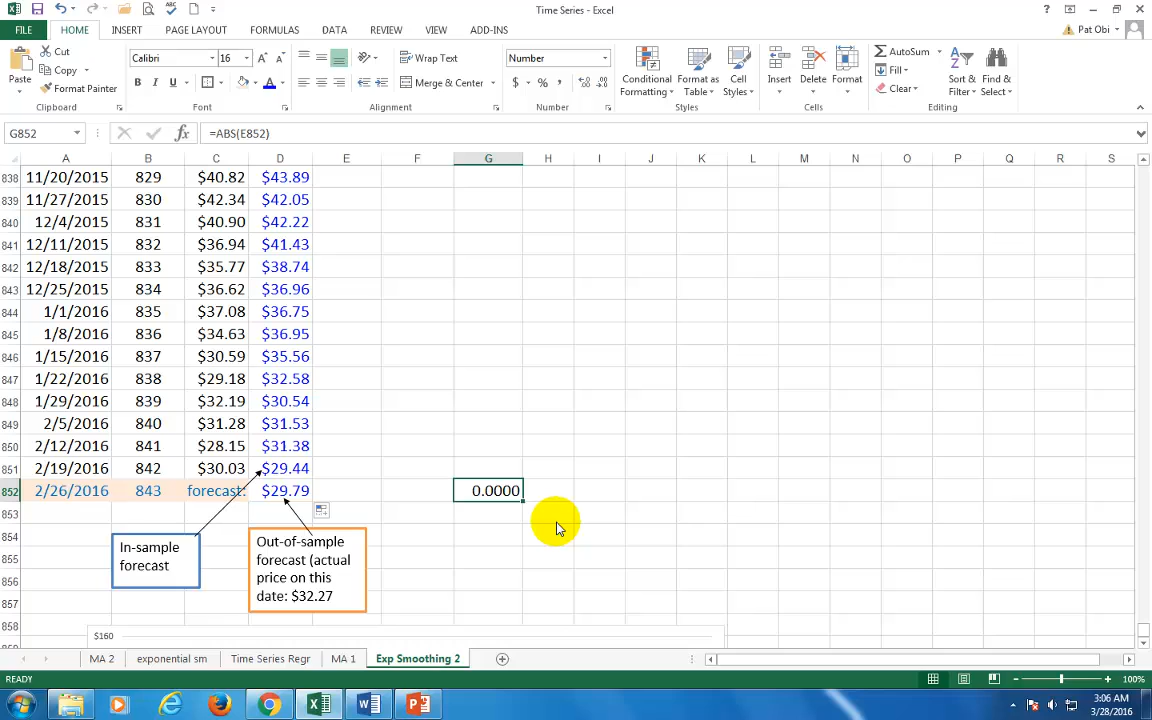 Time Series - Excel
?
FILE
HOME
INSERT
PAGE LAYOUT
FORMULAS
DATA
REVIEW
VIEW
ADD-INS
Pat Obi
Paste
Cut
Copy
Format Painter
Clipboard
Calibri
16
B I U
Font
Wrap Text
Merge & Center
Alignment
Number
$ % ,
Number
Conditional Formatting
Format as Table
Cell Styles
Styles
Insert
Delete
Format
Cells
AutoSum
Fill
Clear
Sort & Filter
Find & Select
Editing
G852
fx
=ABS(E852)
A B C D E F G H I J K L M N O P Q R S
838 11/20/2015 829 $40.82 $43.89
839 11/27/2015 830 $42.34 $42.05
840 12/4/2015 831 $40.90 $42.22
841 12/11/2015 832 $36.94 $41.43
842 12/18/2015 833 $35.77 $38.74
843 12/25/2015 834 $36.62 $36.96
844 1/1/2016 835 $37.08 $36.75
845 1/8/2016 836 $34.63 $36.95
846 1/15/2016 837 $30.59 $35.56
847 1/22/2016 838 $29.18 $32.58
848 1/29/2016 839 $32.19 $30.54
849 2/5/2016 840 $31.28 $31.53
850 2/12/2016 841 $28.15 $31.38
851 2/19/2016 842 $30.03 $29.44
852 2/26/2016 843 forecast: $29.79 0.0000
853
854
855
856
857
858
In-sample
forecast
Out-of-sample
forecast (actual
price on this
date: $32.27
$160
MA 2
exponential sm
Time Series Regr
MA 1
Exp Smoothing 2
READY
100%
3:06 AM
3/28/2016